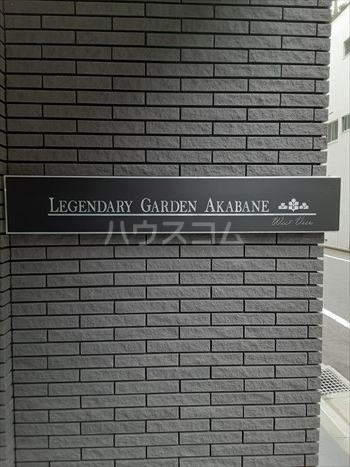 LEGENDARY GARDEN AKABANE
West View
ハウスコム